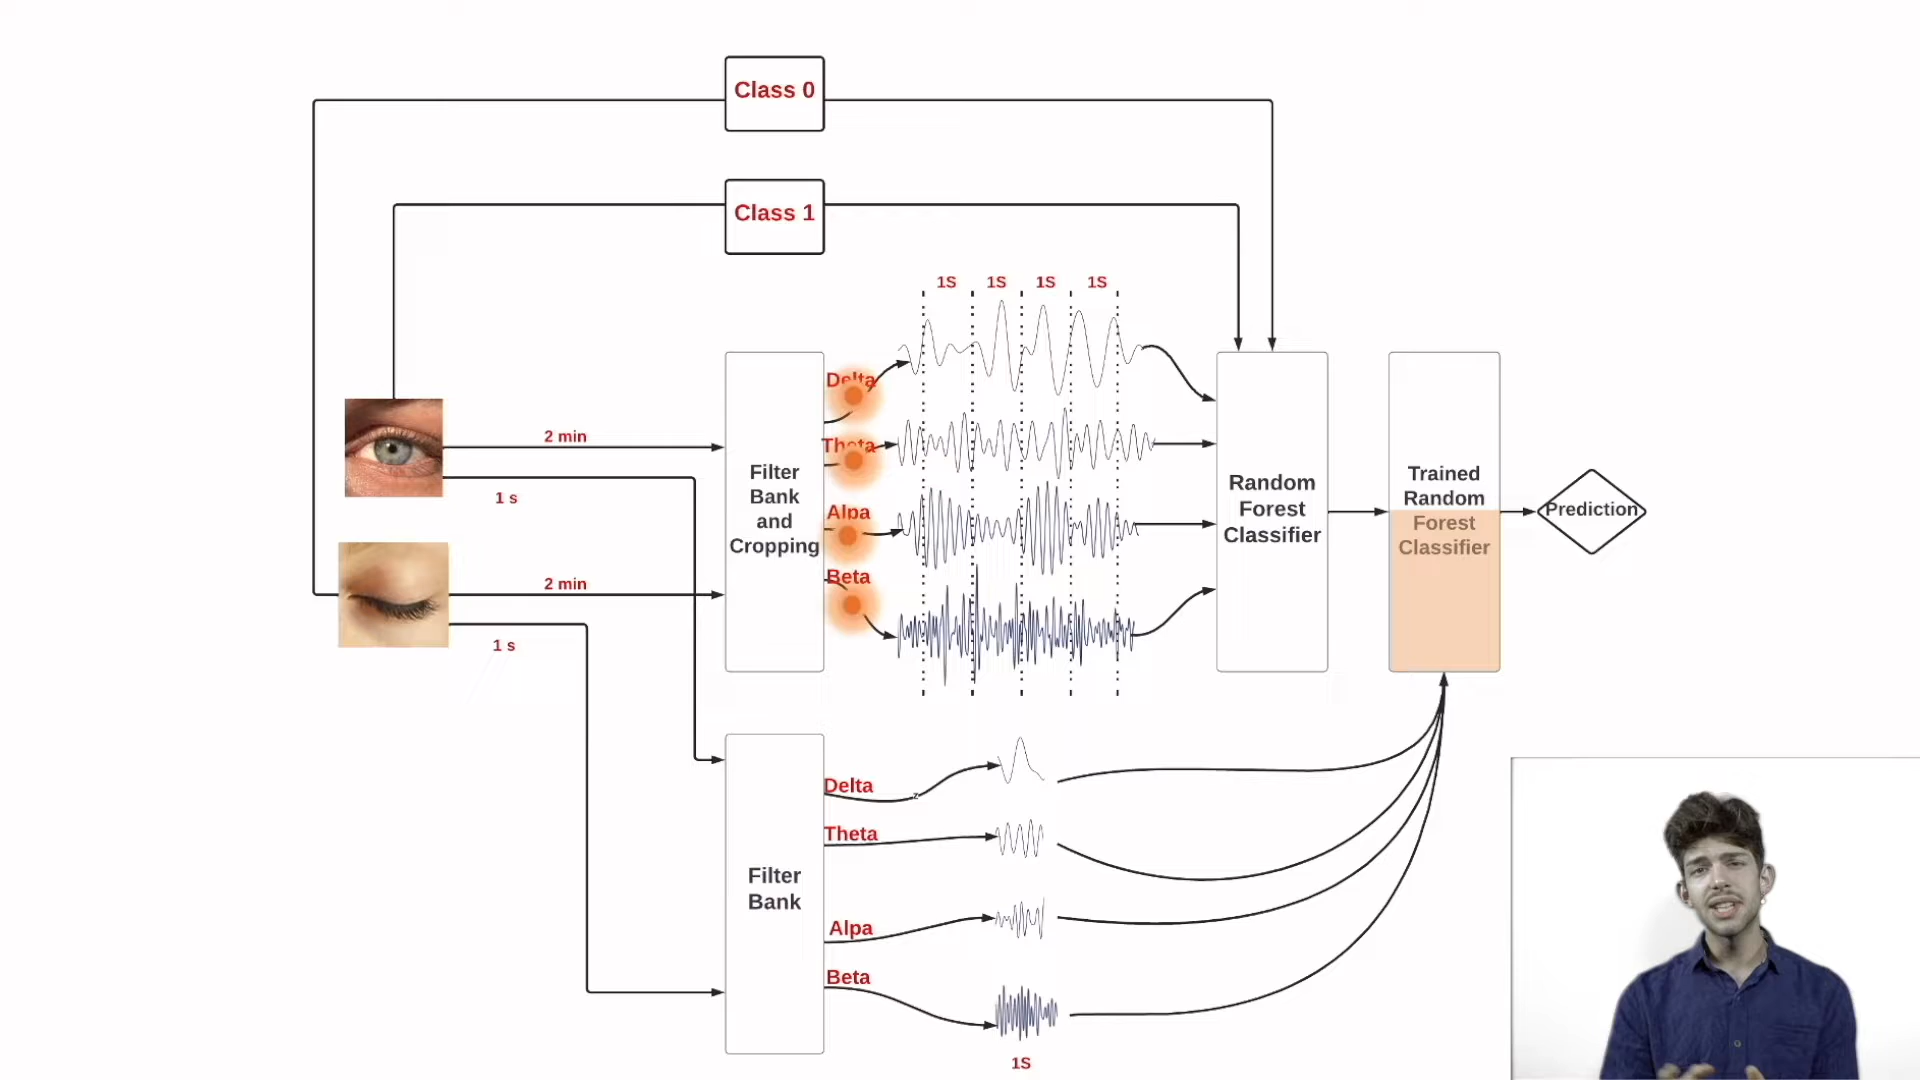 Class 0
Class 1
1S 1S 1S 1S
Delta
Theta
Alpa
Beta
2 min
1 s
2 min
1 s
Filter
Bank
and
Cropping
Random
Forest
Classifier
Trained
Random
Forest
Classifier
Prediction
Filter
Bank
Delta
z
Theta
Alpa
Beta
1S